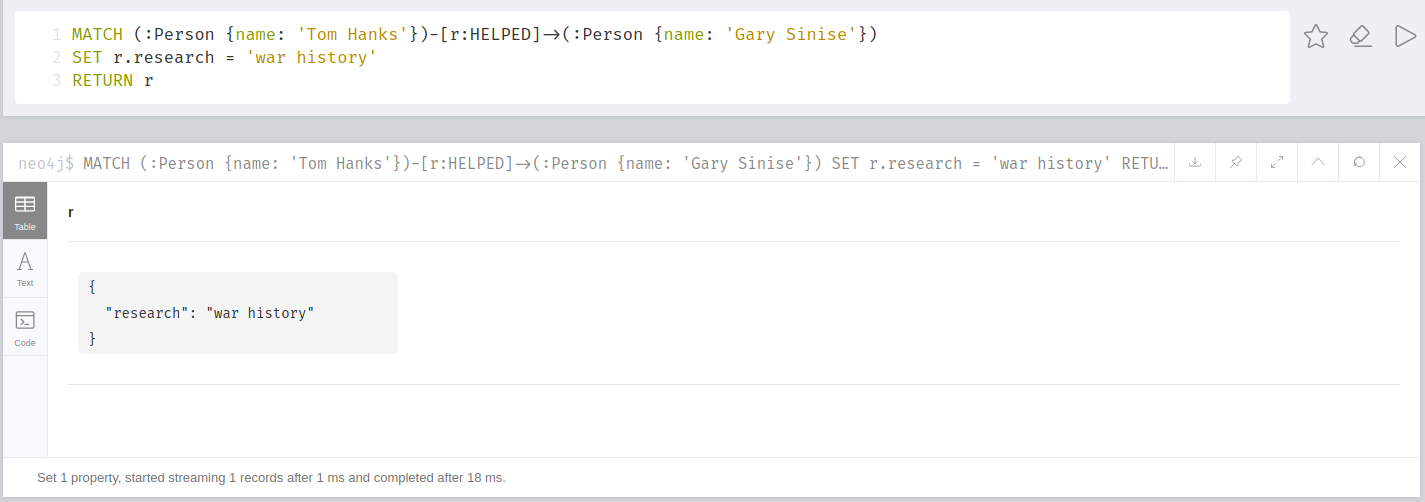 1 MATCH (:Person {name: 'Tom Hanks'})-[r:HELPED]→(:Person {name: 'Gary Sinise'})
2 SET r.research = 'war history'
3 RETURN r
neo4j$ MATCH (:Person {name: 'Tom Hanks'})-[r:HELPED]→(:Person {name: 'Gary Sinise'}) SET r.research = 'war history' RETU…
Table
r
Text
{
"research": "war history"
}
Code
Set 1 property, started streaming 1 records after 1 ms and completed after 18 ms.